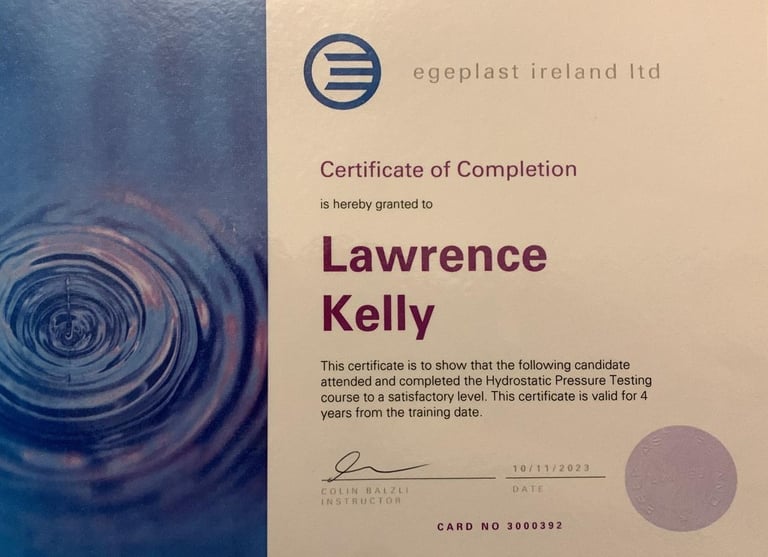 egeplast ireland ltd
Certificate of Completion
is hereby granted to
Lawrence
Kelly
This certificate is to show that the following candidate
attended and completed the Hydrostatic Pressure Testing
course to a satisfactory level. This certificate is valid for 4
years from the training date.
10/11/2023
COLIN BALZLI
INSTRUCTOR
DATE
CARD NO 3000392